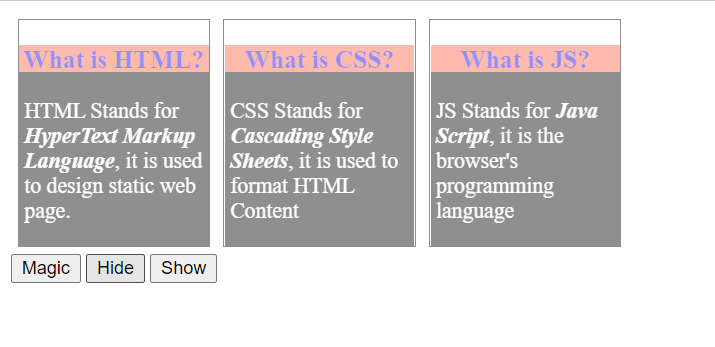 What is HTML?
HTML Stands for
HyperText Markup
Language, it is used
to design static web
page.
What is CSS?
CSS Stands for
Cascading Style
Sheets, it is used to
format HTML
Content
What is JS?
JS Stands for Java
Script, it is the
browser's
programming
language
Magic Hide Show